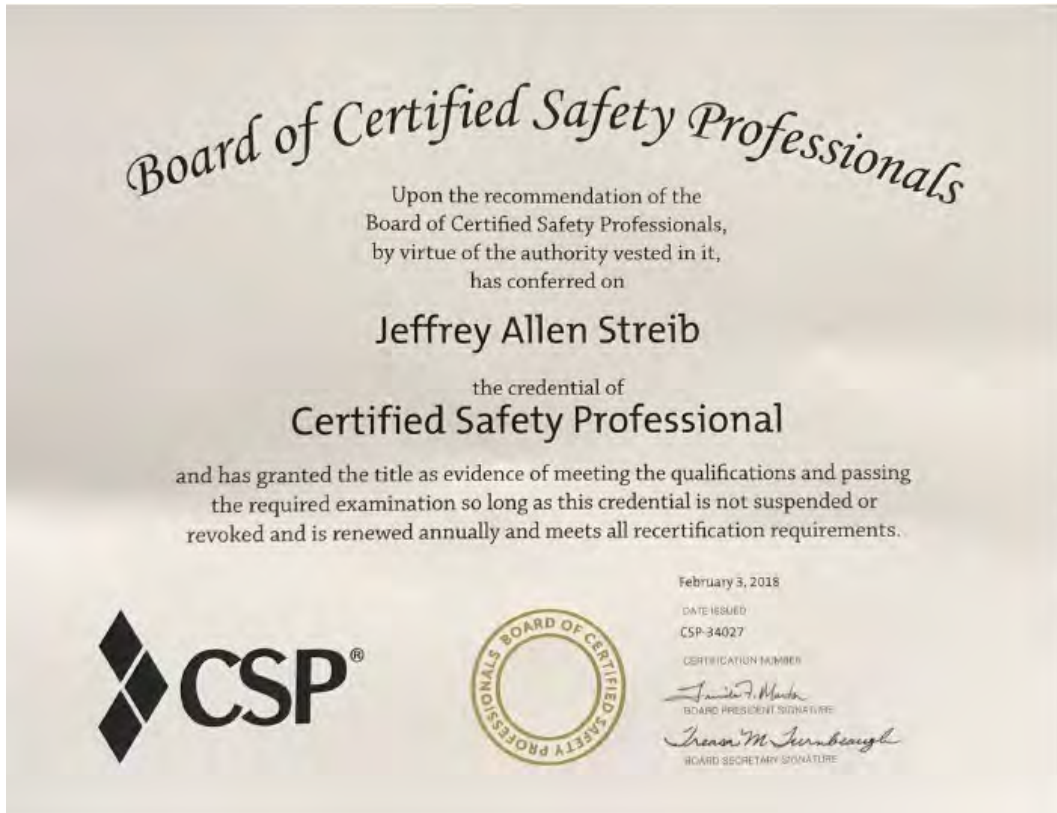 Board of Certified Safety Professionals
Upon the recommendation of the
Board of Certified Safety Professionals,
by virtue of the authority vested in it,
has conferred on
Jeffrey Allen Streib
the credential of
Certified Safety Professional
and has granted the title as evidence of meeting the qualifications and passing
the required examination so long as this credential is not suspended or
revoked and is renewed annually and meets all recertification requirements.
CSP®
BOARD OF CERTIFIED SAFETY PROFESSIONALS
February 3, 2018
DATE ISSUED
CSP-34027
CERTIFICATION NUMBER
BOARD PRESIDENT SIGNATURE
M Turnbeaugh
BOARD SECRETARY SIGNATURE